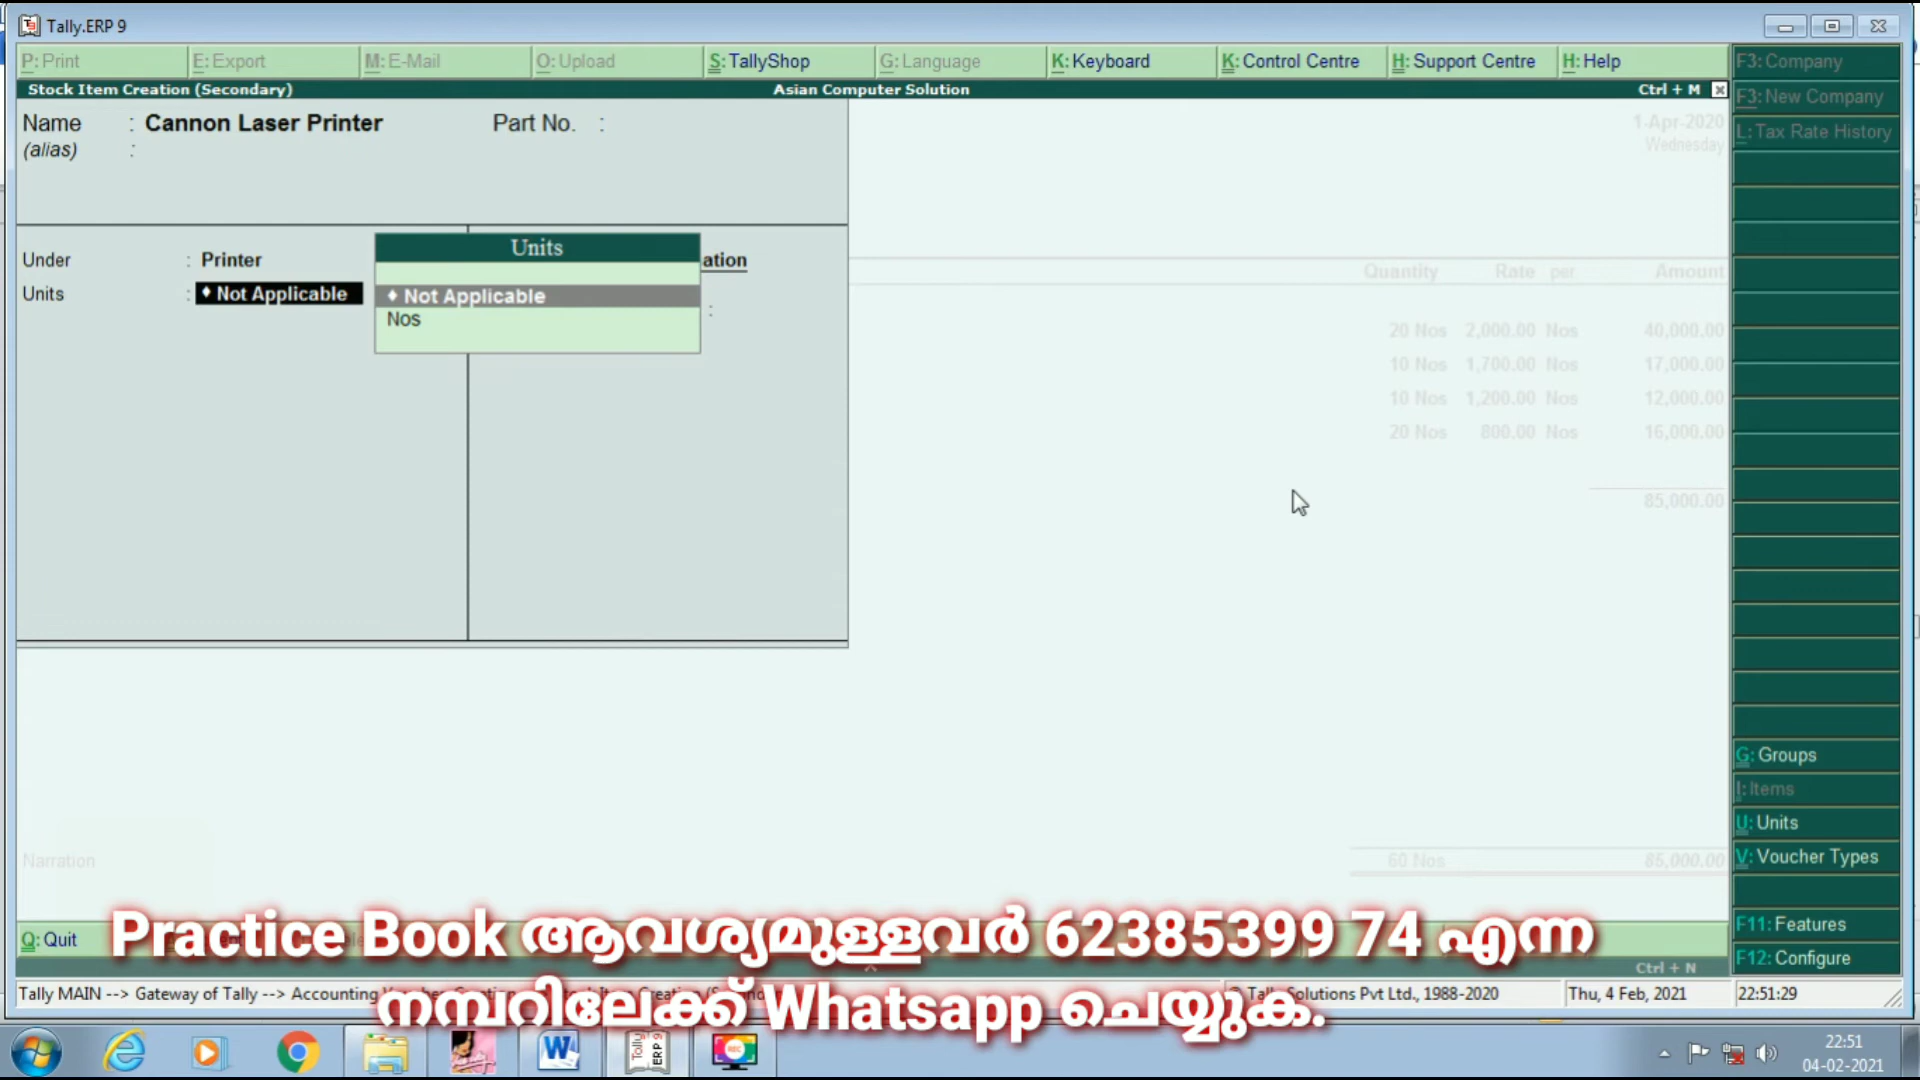 Tally.ERP 9
P: Print E: Export M: E-Mail O: Upload S: TallyShop G: Language K: Keyboard K: Control Centre H: Support Centre H: Help
F3: Company
Stock Item Creation (Secondary) Asian Computer Solution Ctrl + M
F3: New Company
Name : Cannon Laser Printer Part No. :
1-Apr-2020
L: Tax Rate History
(alias) :
Wednesday
Units
Under : Printer
ation
Quantity Rate per Amount
Units : ♦ Not Applicable
♦ Not Applicable
Nos
:
20 Nos 2,000.00 Nos 40,000.00
10 Nos 1,700.00 Nos 17,000.00
10 Nos 1,200.00 Nos 12,000.00
20 Nos 800.00 Nos 16,000.00
85,000.00
G: Groups
I: Items
U: Units
V: Voucher Types
Narration
60 Nos 85,000.00
F11: Features
Q: Quit
Practice Book ആവശ്യമുള്ളവർ 62385399 74 എന്ന
F12: Configure
Ctrl + N
Tally MAIN --> Gateway of Tally --> Accounting
Tally Solutions Pvt Ltd., 1988-2020 Thu, 4 Feb, 2021 22:51:29
നമ്പറിലേക്ക് Whatsapp ചെയ്യുക.
22:51
04-02-2021